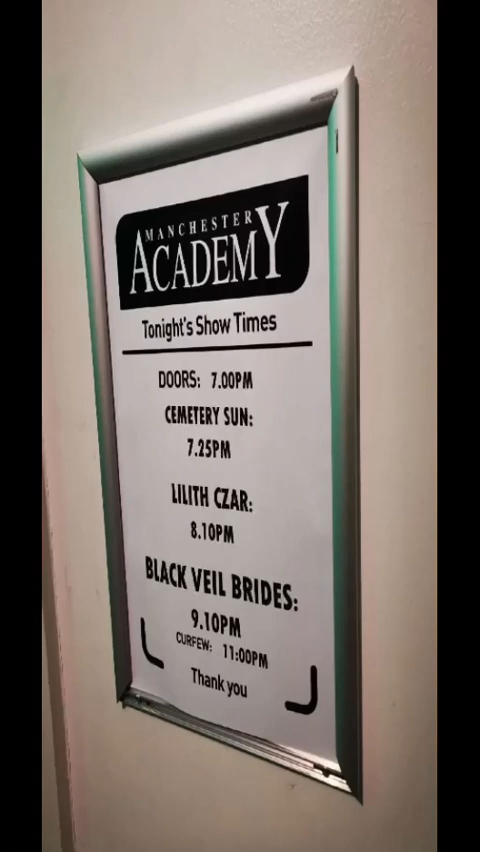 MANCHESTER
ACADEMY
Tonight's Show Times
DOORS: 7.00PM
CEMETERY SUN:
7.25PM
LILITH CZAR:
8.10PM
BLACK VEIL BRIDES:
9.10PM
CURFEW: 11:00PM
Thank you